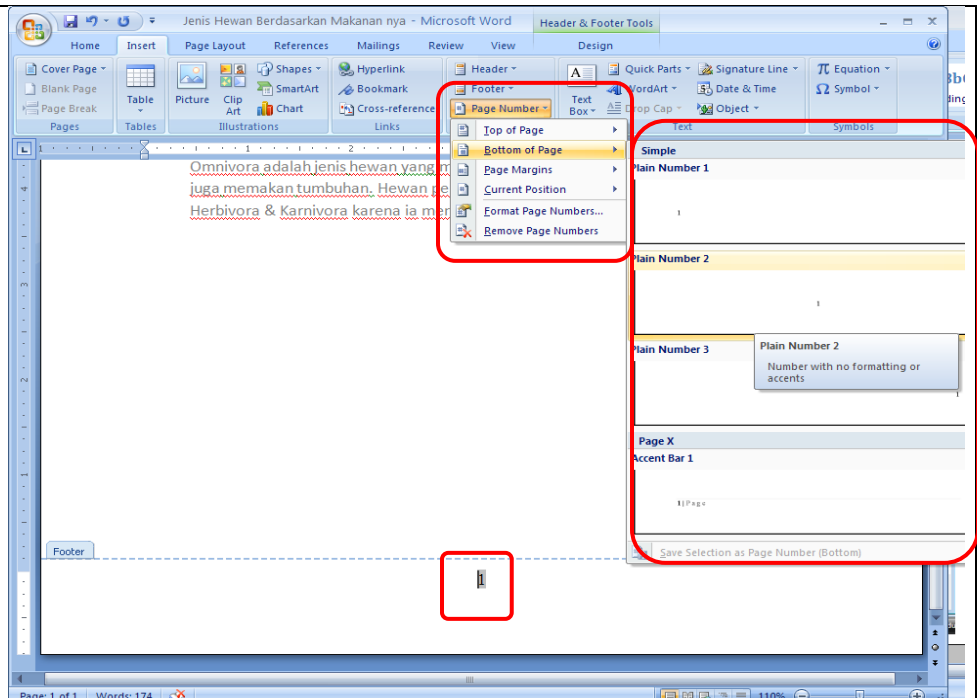 Jenis Hewan Berdasarkan Makanan nya - Microsoft Word Header & Footer Tools
Home Insert Page Layout References Mailings Review View Design
Cover Page Shapes Hyperlink Header Quick Parts Signature Line π Equation
Blank Page SmartArt Bookmark Footer WordArt Date & Time Ω Symbol
Page Break Table Picture Clip Art Chart Cross-reference Page Number Text Box Drop Cap Object
Pages Tables Illustrations Links Text Symbols
Top of Page
Bottom of Page
Page Margins
Current Position
Format Page Numbers...
Remove Page Numbers
Omnivora adalah jenis hewan yang
juga memakan tumbuhan. Hewan
Herbivora & Karnivora karena ia
Simple
Plain Number 1
1
Plain Number 2
1
Plain Number 3
1
Plain Number 2
Number with no formatting or
accents
Page X
Accent Bar 1
1 | Page
Save Selection as Page Number (Bottom)
Footer
1
Page: 1 of 1 Words: 174 110%